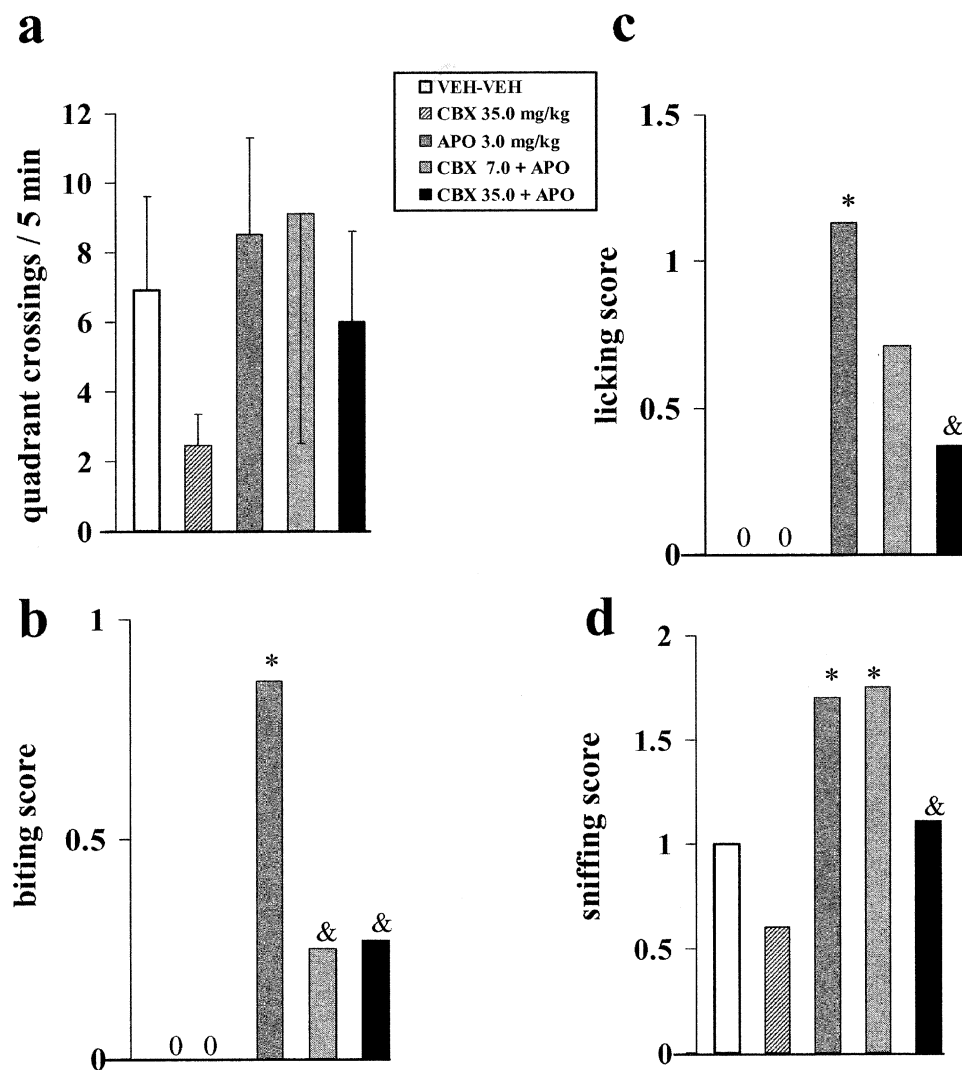 a
VEH-VEH
CBX 35.0 mg/kg
APO 3.0 mg/kg
CBX 7.0 + APO
CBX 35.0 + APO
quadrant crossings / 5 min
12
10
8
6
4
2
0
c
licking score
1.5
1
0.5
0
0 0
*
&
b
biting score
1
0.5
0
0 0
*
&
&
d
sniffing score
2
1.5
1
0.5
0
*
*
&